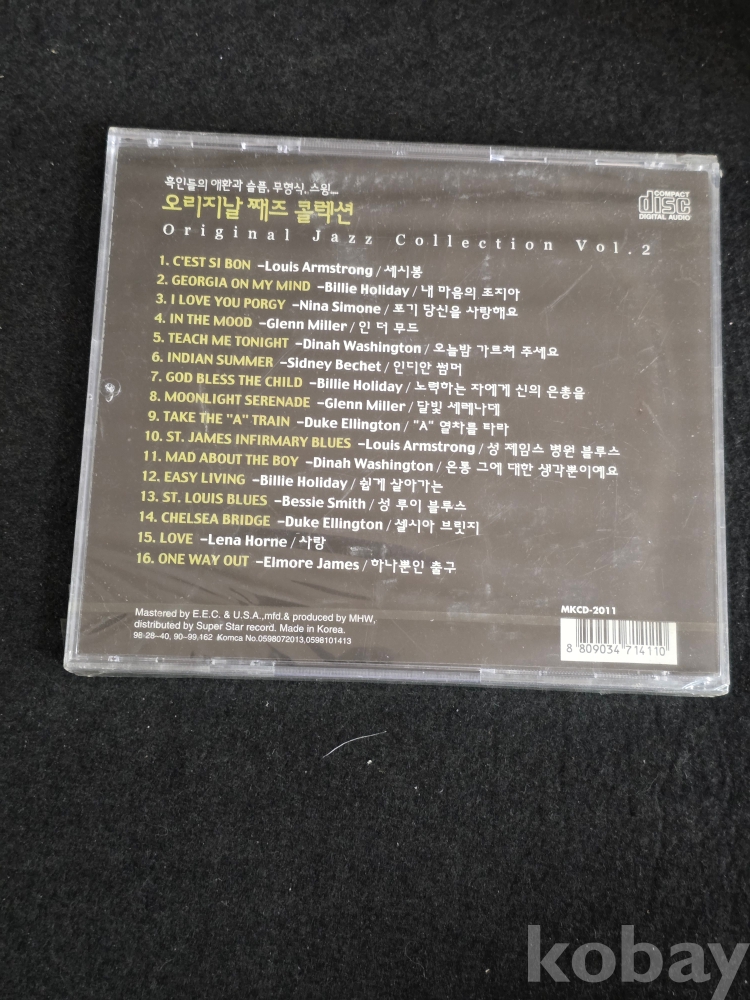 흑인들의 애환과 슬픔, 무형식, 스윙....
오리지날 째즈 콜렉션
Original Jazz Collection Vol.2
COMPACT
disc
DIGITAL AUDIO
1. C'EST SI BON –Louis Armstrong / 세시봉
2. GEORGIA ON MY MIND –Billie Holiday / 내 마음의 조지아
3. I LOVE YOU PORGY –Nina Simone / 포기 당신을 사랑해요
4. IN THE MOOD –Glenn Miller / 인 더 무드
5. TEACH ME TONIGHT –Dinah Washington / 오늘밤 가르쳐 주세요
6. INDIAN SUMMER –Sidney Bechet / 인디안 썸머
7. GOD BLESS THE CHILD –Billie Holiday / 노력하는 자에게 신의 은총을
8. MOONLIGHT SERENADE –Glenn Miller / 달빛 세레나데
9. TAKE THE "A" TRAIN –Duke Ellington / "A" 열차를 타라
10. ST. JAMES INFIRMARY BLUES –Louis Armstrong / 성 제임스 병원 블루스
11. MAD ABOUT THE BOY –Dinah Washington / 온통 그에 대한 생각뿐이예요
12. EASY LIVING –Billie Holiday / 쉽게 살아가는
13. ST. LOUIS BLUES –Bessie Smith / 성 루이 블루스
14. CHELSEA BRIDGE –Duke Ellington / 첼시아 브릿지
15. LOVE –Lena Horne / 사랑
16. ONE WAY OUT –Elmore James / 하나뿐인 출구
Mastered by E.E.C. & U.S.A.,mfd.& produced by MHW,
distributed by Super Star record. Made in Korea.
98-28-40, 90-99,162 Komca No.0598072013,0598101413
MKCD-2011
8 809034 714110
kobay